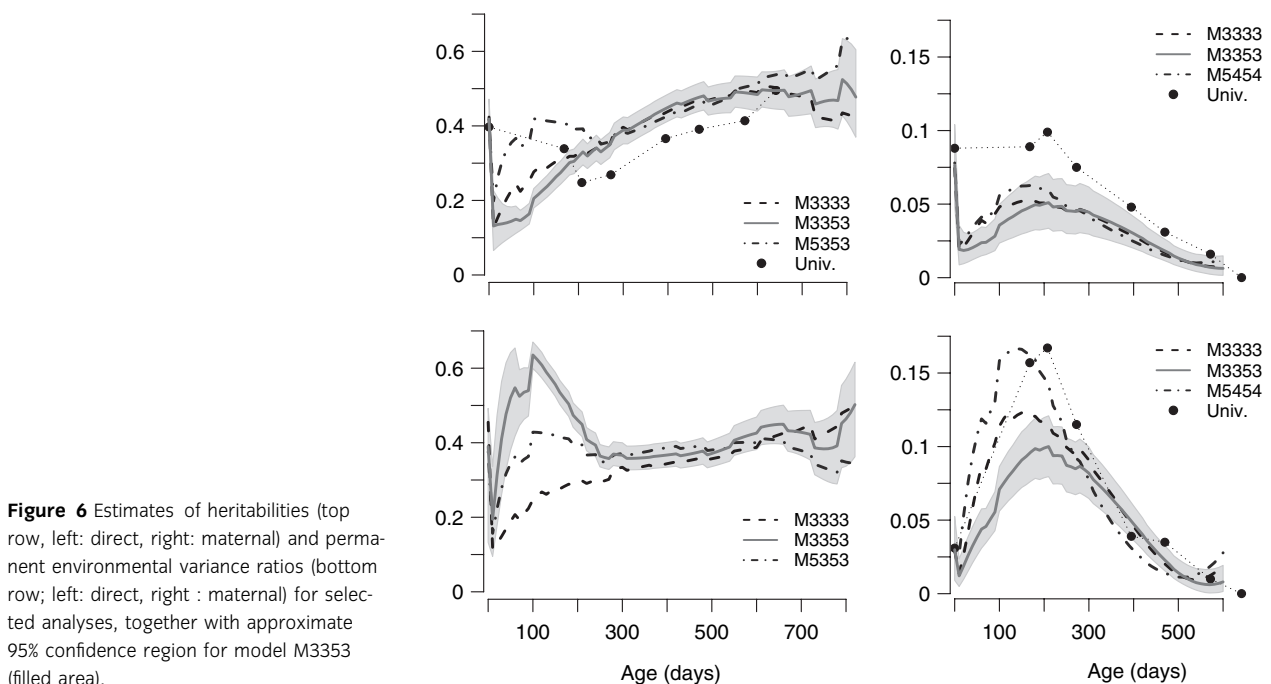 0.6
0.4
0.2
0
M3333
M3353
M5353
Univ.
0.15
0.1
0.05
0
M3333
M3353
M5454
Univ.
0.6
0.4
0.2
0
M3333
M3353
M5353
100 300 500 700
Age (days)
0.15
0.1
0.05
0
M3333
M3353
M5454
Univ.
100 300 500
Age (days)
Figure 6 Estimates of heritabilities (top
row, left: direct, right: maternal) and perma-
nent environmental variance ratios (bottom
row; left: direct, right : maternal) for selec-
ted analyses, together with approximate
95% confidence region for model M3353
(filled area).